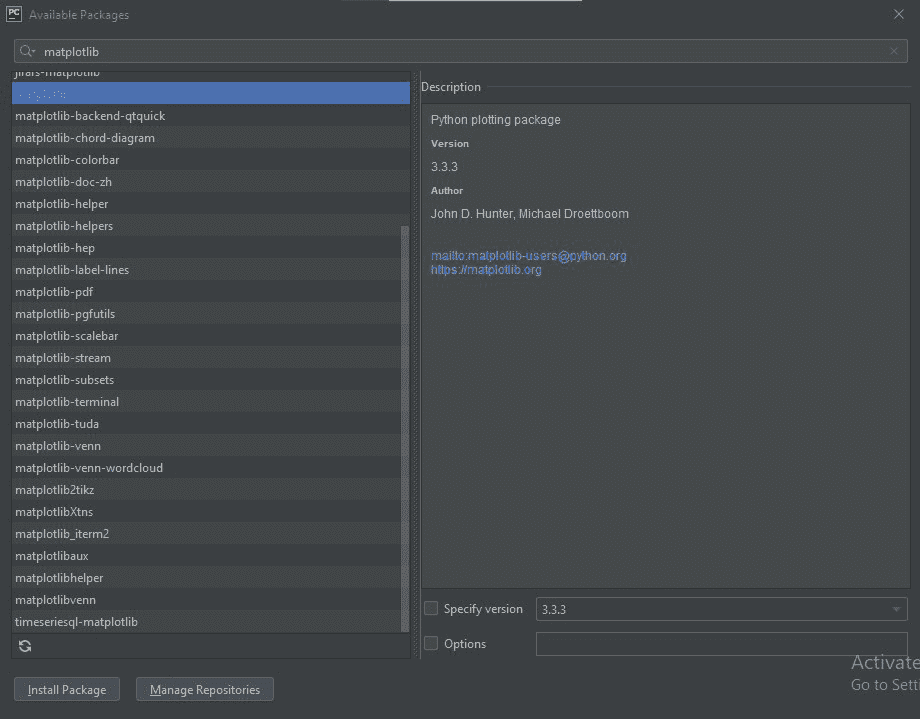 PC Available Packages
matplotlib
jifars-matplotlib
matplotlib-backend-qtquick
matplotlib-chord-diagram
matplotlib-colorbar
matplotlib-doc-zh
matplotlib-helper
matplotlib-helpers
matplotlib-hep
matplotlib-label-lines
matplotlib-pdf
matplotlib-pgfutils
matplotlib-scalebar
matplotlib-stream
matplotlib-subsets
matplotlib-terminal
matplotlib-tuda
matplotlib-venn
matplotlib-venn-wordcloud
matplotlib2tikz
matplotlibXtns
matplotlib_iterm2
matplotlibaux
matplotlibhelper
matplotlibvenn
timeseriesql-matplotlib
Description
Python plotting package
Version
3.3.3
Author
John D. Hunter, Michael Droettboom
mailto:matplotlib-users@python.org
https://matplotlib.org
Specify version 3.3.3
Options
Activate
Go to Setti
Install Package Manage Repositories